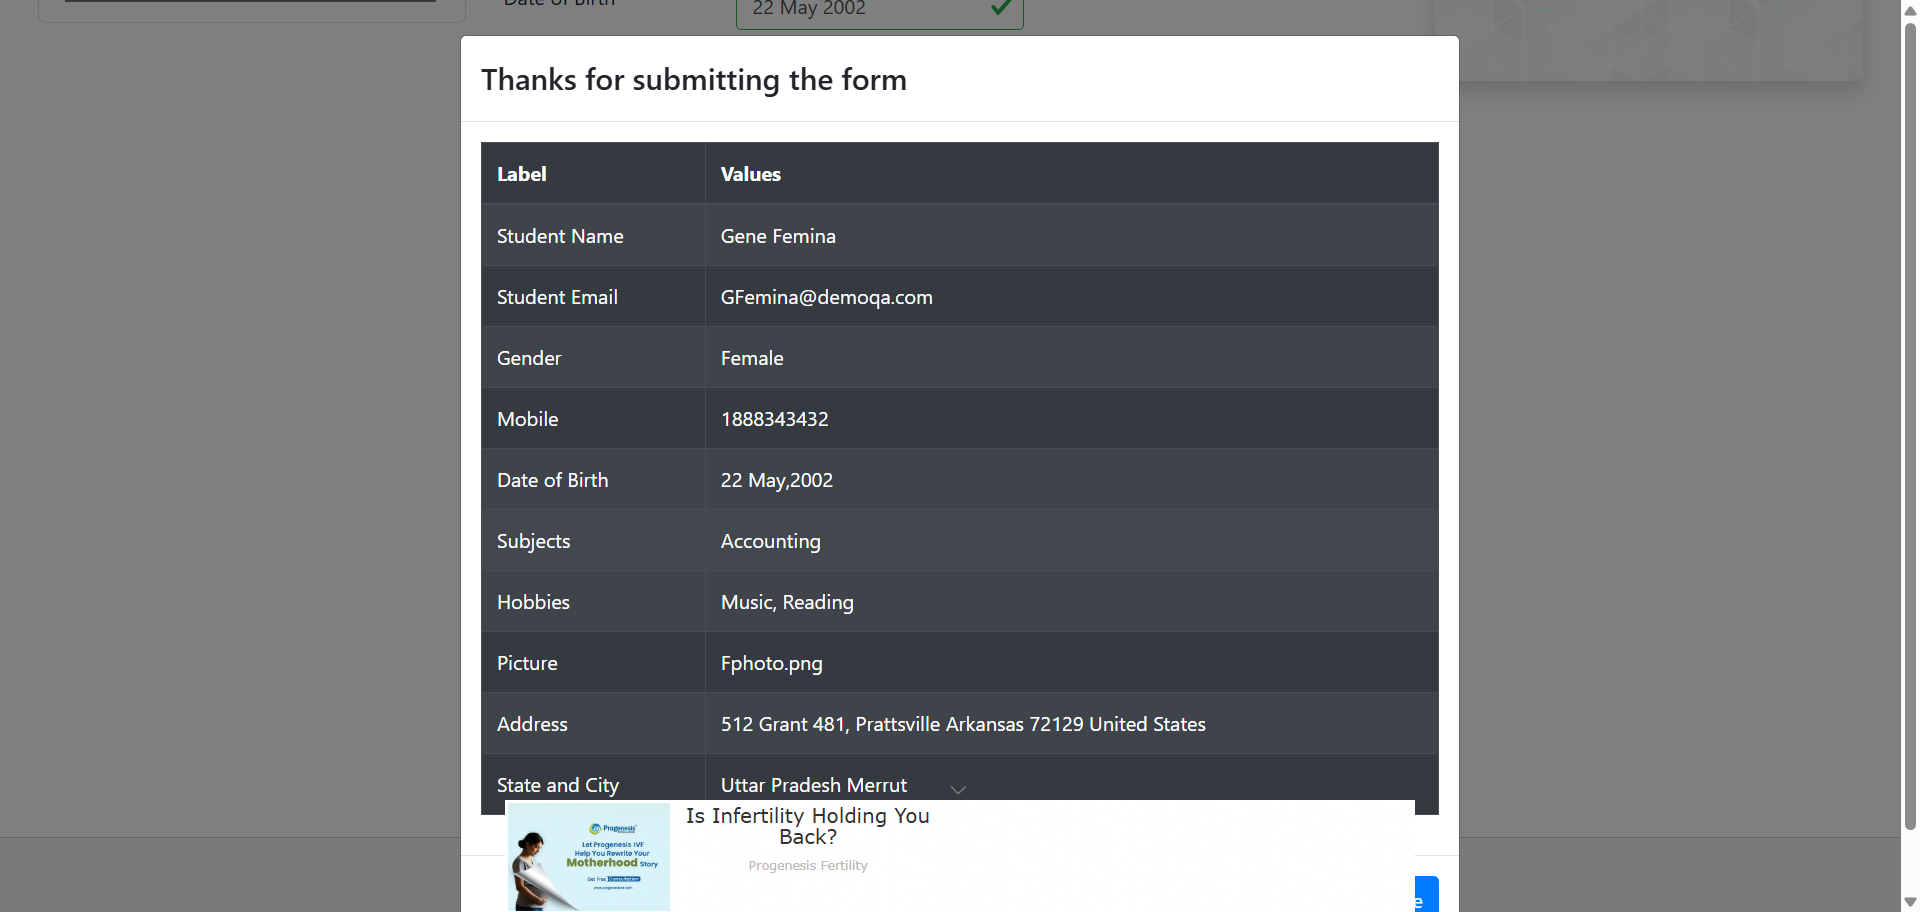 22 May 2002
Thanks for submitting the form
Label Values
Student Name Gene Femina
Student Email GFemina@demoqa.com
Gender Female
Mobile 1888343432
Date of Birth 22 May,2002
Subjects Accounting
Hobbies Music, Reading
Picture Fphoto.png
Address 512 Grant 481, Prattsville Arkansas 72129 United States
State and City Uttar Pradesh Merrut
Progenesis
Let Progenesis IVF
Help You Rewrite Your
Motherhood Story
Get Free Consultation
Is Infertility Holding You
Back?
Progenesis Fertility
e